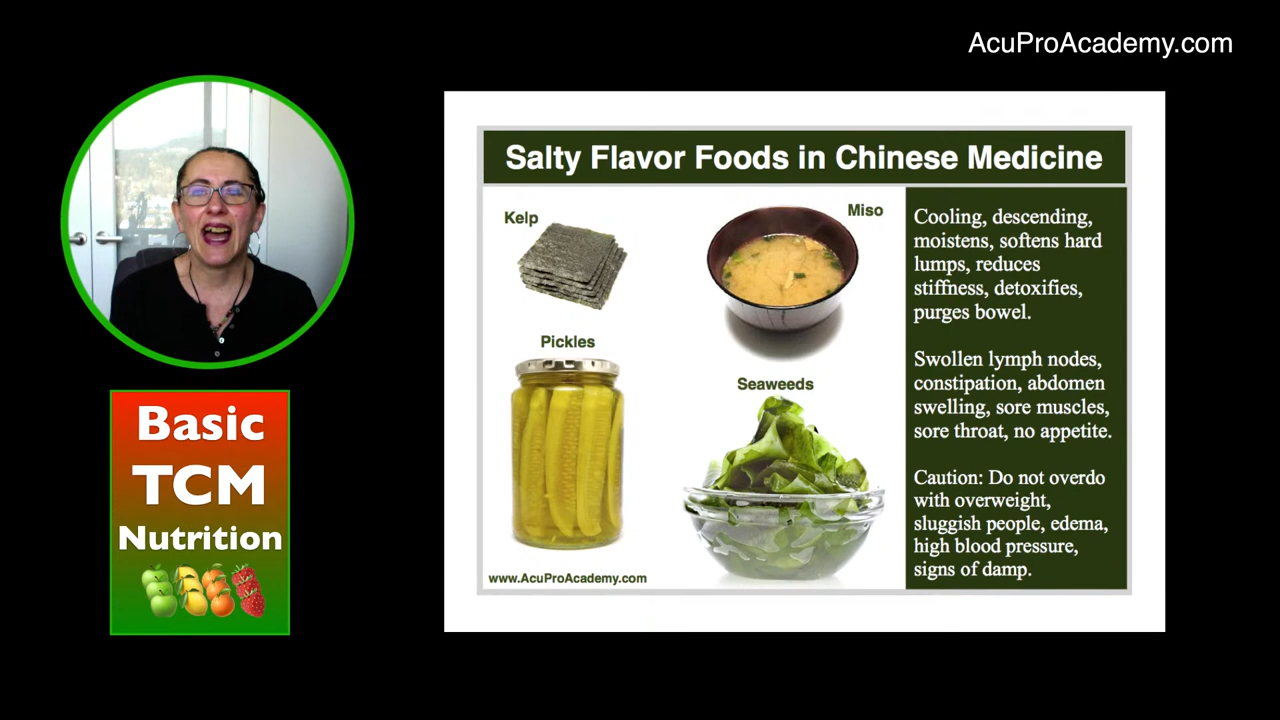 AcuProAcademy.com
Basic
TCM
Nutrition
Salty Flavor Foods in Chinese Medicine
Kelp
Miso
Pickles
Seaweeds
www.AcuProAcademy.com
Cooling, descending,
moistens, softens hard
lumps, reduces
stiffness, detoxifies,
purges bowel.
Swollen lymph nodes,
constipation, abdomen
swelling, sore muscles,
sore throat, no appetite.
Caution: Do not overdo
with overweight,
sluggish people, edema,
high blood pressure,
signs of damp.